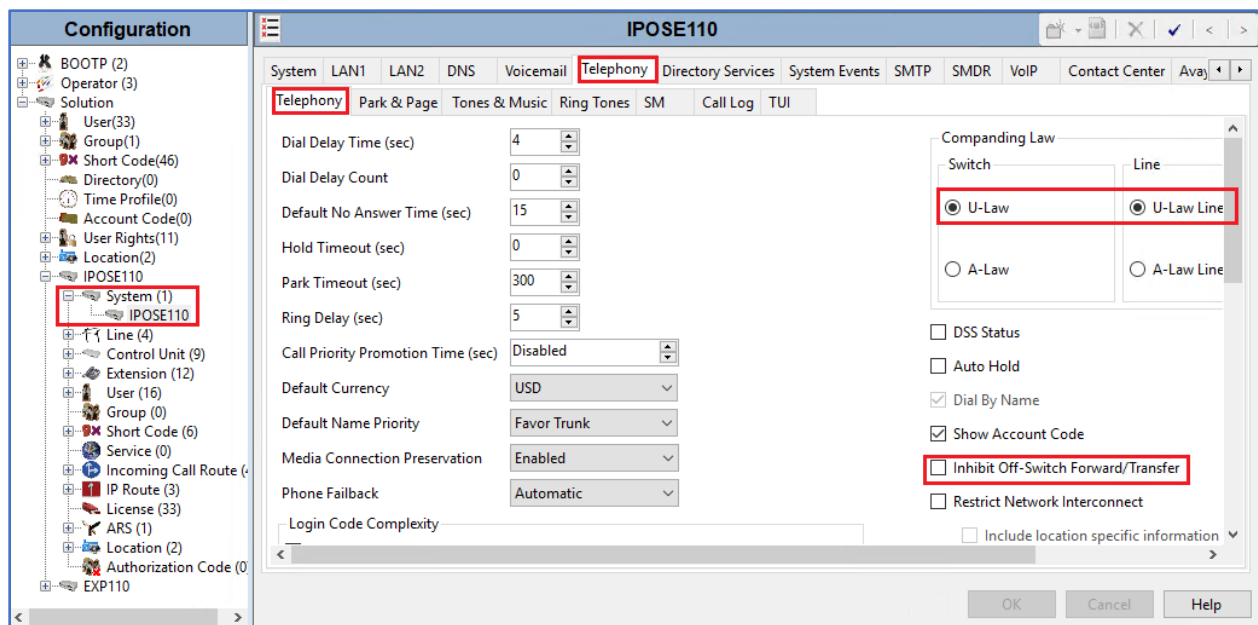 Configuration
IPOSE110
BOOTP (2)
Operator (3)
Solution
User(33)
Group(1)
Short Code(46)
Directory(0)
Time Profile(0)
Account Code(0)
User Rights(11)
Location(2)
IPOSE110
System (1)
IPOSE110
Line (4)
Control Unit (9)
Extension (12)
User (16)
Group (0)
Short Code (6)
Service (0)
Incoming Call Route (
IP Route (3)
License (33)
ARS (1)
Location (2)
Authorization Code (0
EXP110
System LAN1 LAN2 DNS Voicemail Telephony Directory Services System Events SMTP SMDR VoIP Contact Center Avay
Telephony Park & Page Tones & Music Ring Tones SM Call Log TUI
Dial Delay Time (sec) 4
Dial Delay Count 0
Default No Answer Time (sec) 15
Hold Timeout (sec) 0
Park Timeout (sec) 300
Ring Delay (sec) 5
Call Priority Promotion Time (sec) Disabled
Default Currency USD
Default Name Priority Favor Trunk
Media Connection Preservation Enabled
Phone Failback Automatic
Login Code Complexity
Companding Law
Switch Line
U-Law U-Law Line
A-Law A-Law Line
DSS Status
Auto Hold
Dial By Name
Show Account Code
Inhibit Off-Switch Forward/Transfer
Restrict Network Interconnect
Include location specific information
OK Cancel Help